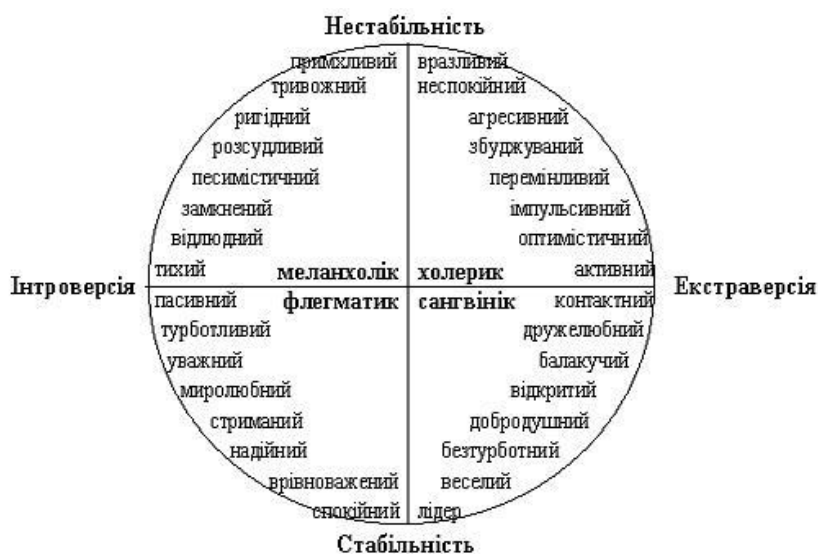 Нестабільність
примхливий вразливий
тривожний неспокійний
ригідний агресивний
розсудливий збуджуваний
песимістичний перемінливий
замкнений імпульсивний
відлюдний оптимістичний
тихий меланхолік холерик активний
Інтроверсія Екстраверсія
пасивний флегматик сангвінік контактний
турботливий дружелюбний
уважний балакучий
миролюбний відкритий
стриманий добродушний
надійний безтурботний
врівноважений веселий
спокійний лідер
Стабільність